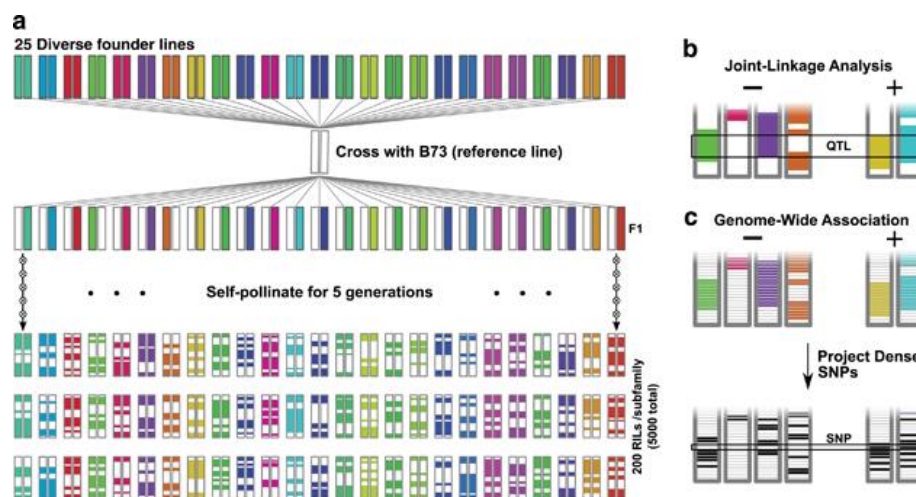 a
25 Diverse founder lines
Cross with B73 (reference line)
F1
Self-pollinate for 5 generations
200 RILs /subfamily
(5000 total)
b
Joint-Linkage Analysis
− +
QTL
c
Genome-Wide Association
− +
Project Dense
SNPs
SNP